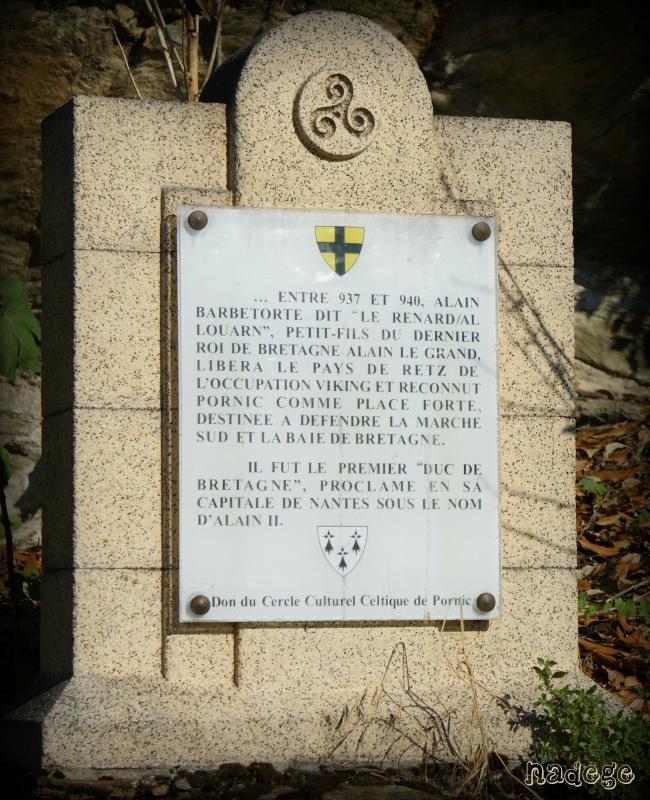 ... ENTRE 937 ET 940, ALAIN
BARBETORTE DIT "LE RENARD/AL
LOUARN", PETIT-FILS DU DERNIER
ROI DE BRETAGNE ALAIN LE GRAND,
LIBERA LE PAYS DE RETZ DE
L'OCCUPATION VIKING ET RECONNUT
PORNIC COMME PLACE FORTE,
DESTINEE A DEFENDRE LA MARCHE
SUD ET LA BAIE DE BRETAGNE.
IL FUT LE PREMIER "DUC DE
BRETAGNE", PROCLAME EN SA
CAPITALE DE NANTES SOUS LE NOM
D'ALAIN II.
Don du Cercle Culturel Celtique de Pornic
nadege